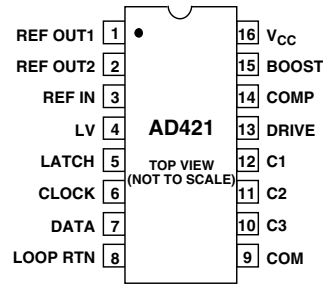 REF OUT1 1 16 VCC
REF OUT2 2 15 BOOST
REF IN 3 14 COMP
LV 4 AD421 13 DRIVE
LATCH 5 TOP VIEW 12 C1
(NOT TO SCALE)
CLOCK 6 11 C2
DATA 7 10 C3
LOOP RTN 8 9 COM